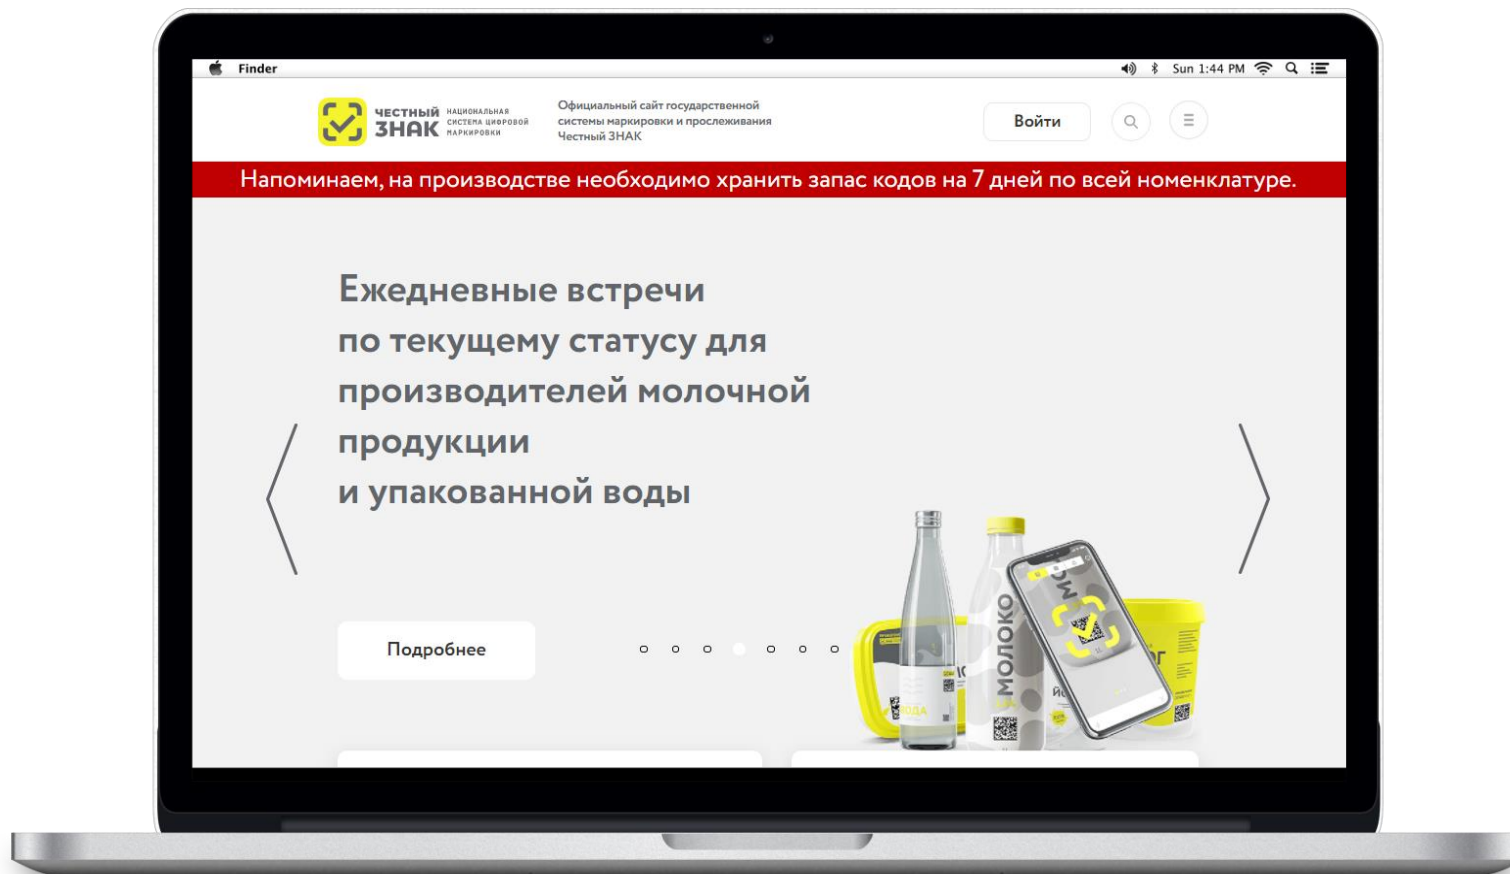 Finder
Sun 1:44 PM
ЧЕСТНЫЙ
ЗНАК
НАЦИОНАЛЬНАЯ
СИСТЕМА ЦИФРОВОЙ
МАРКИРОВКИ
Официальный сайт государственной
системы маркировки и прослеживания
Честный ЗНАК
Войти
Напоминаем, на производстве необходимо хранить запас кодов на 7 дней по всей номенклатуре.
Ежедневные встречи
по текущему статусу для
производителей молочной
продукции
и упакованной воды
Подробнее
МОЛОКО
ВОДА